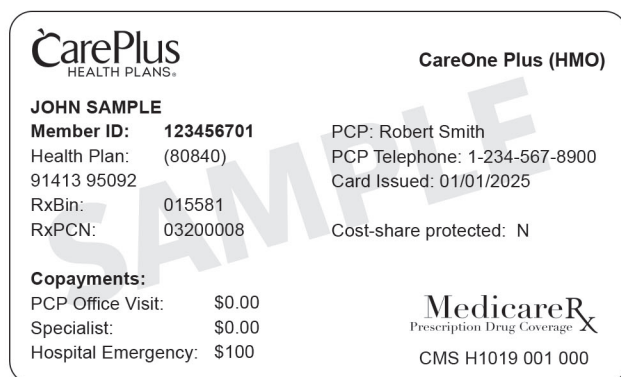 CarePlus
HEALTH PLANS®
CareOne Plus (HMO)
JOHN SAMPLE
Member ID: 123456701
Health Plan: (80840)
91413 95092
RxBin: 015581
RxPCN: 03200008
PCP: Robert Smith
PCP Telephone: 1-234-567-8900
Card Issued: 01/01/2025
Cost-share protected: N
SAMPLE
Copayments:
PCP Office Visit: $0.00
Specialist: $0.00
Hospital Emergency: $100
MedicareRx
Prescription Drug Coverage
CMS H1019 001 000